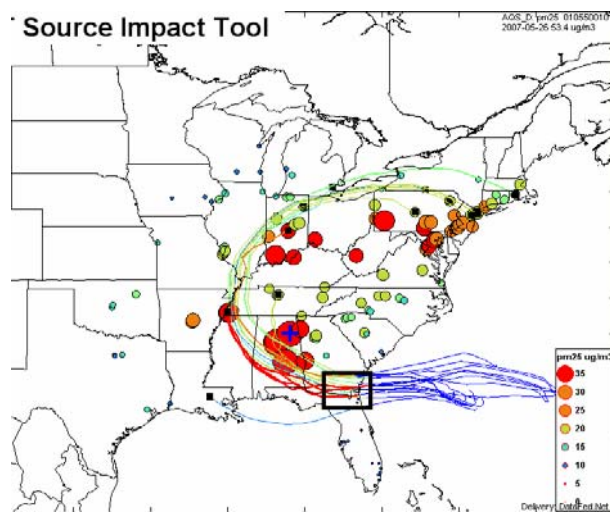 Source Impact Tool
AQS_D: pm25 010550010
2007-05-26 53.4 ug/m3
pm25 ug/m3
35
30
25
20
15
10
5
0
Delivery: DataFed.Net